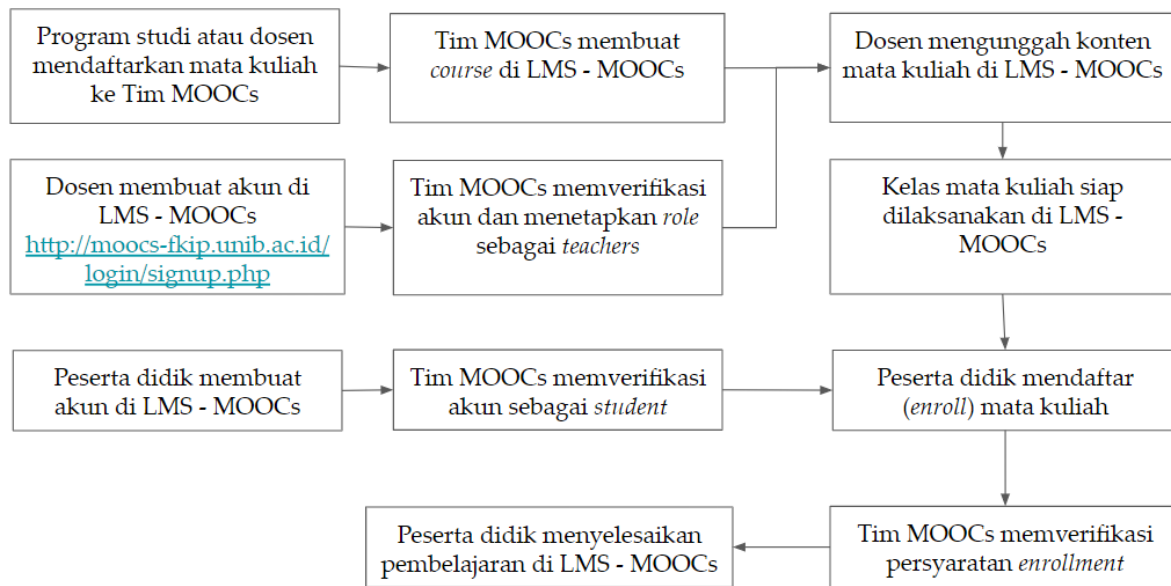 Program studi atau dosen
mendaftarkan mata kuliah
ke Tim MOOCs
Tim MOOCs membuat
course di LMS - MOOCs
Dosen mengunggah konten
mata kuliah di LMS - MOOCs
Dosen membuat akun di
LMS - MOOCs
http://moocs-fkip.unib.ac.id/
login/signup.php
Tim MOOCs memverifikasi
akun dan menetapkan role
sebagai teachers
Kelas mata kuliah siap
dilaksanakan di LMS -
MOOCs
Peserta didik membuat
akun di LMS - MOOCs
Tim MOOCs memverifikasi
akun sebagai student
Peserta didik mendaftar
(enroll) mata kuliah
Peserta didik menyelesaikan
pembelajaran di LMS - MOOCs
Tim MOOCs memverifikasi
persyaratan enrollment